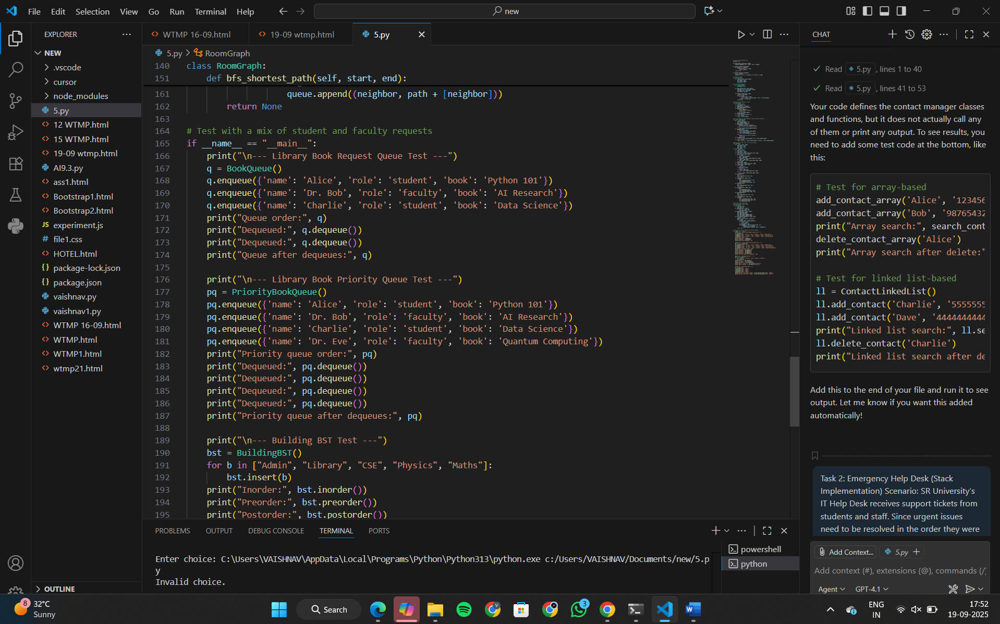 File Edit Selection View Go Run Terminal Help
new
EXPLORER
NEW
.vscode
cursor
node_modules
5.py
12 WTMP.html
15 WTMP.html
19-09 wtmp.html
AI9.3.py
ass1.html
Bootstrap1.html
Bootstrap2.html
JS experiment.js
# file1.css
HOTEL.html
{} package-lock.json
{} package.json
vaishnav.py
vaishnav1.py
WTMP 16-09.html
WTMP.html
WTMP1.html
wtmp21.html
OUTLINE
WTMP 16-09.html 19-09 wtmp.html 5.py
5.py > RoomGraph
140 class RoomGraph:
151 def bfs_shortest_path(self, start, end):
161 queue.append((neighbor, path + [neighbor]))
162 return None
163
164 # Test with a mix of student and faculty requests
165 if __name__ == "__main__":
166 print("\n--- Library Book Request Queue Test ---")
167 q = BookQueue()
168 q.enqueue({'name': 'Alice', 'role': 'student', 'book': 'Python 101'})
169 q.enqueue({'name': 'Dr. Bob', 'role': 'faculty', 'book': 'AI Research'})
170 q.enqueue({'name': 'Charlie', 'role': 'student', 'book': 'Data Science'})
171 print("Queue order:", q)
172 print("Dequeued:", q.dequeue())
173 print("Dequeued:", q.dequeue())
174 print("Queue after dequeues:", q)
175
176 print("\n--- Library Book Priority Queue Test ---")
177 pq = PriorityBookQueue()
178 pq.enqueue({'name': 'Alice', 'role': 'student', 'book': 'Python 101'})
179 pq.enqueue({'name': 'Dr. Bob', 'role': 'faculty', 'book': 'AI Research'})
180 pq.enqueue({'name': 'Charlie', 'role': 'student', 'book': 'Data Science'})
181 pq.enqueue({'name': 'Dr. Eve', 'role': 'faculty', 'book': 'Quantum Computing'})
182 print("Priority queue order:", pq)
183 print("Dequeued:", pq.dequeue())
184 print("Dequeued:", pq.dequeue())
185 print("Dequeued:", pq.dequeue())
186 print("Dequeued:", pq.dequeue())
187 print("Priority queue after dequeues:", pq)
188
189 print("\n--- Building BST Test ---")
190 bst = BuildingBST()
191 for b in ["Admin", "Library", "CSE", "Physics", "Maths"]:
192 bst.insert(b)
193 print("Inorder:", bst.inorder())
194 print("Preorder:", bst.preorder())
195 print("Postorder:", bst.postorder())
PROBLEMS OUTPUT DEBUG CONSOLE TERMINAL PORTS
Enter choice: C:\Users\VAISHNAV\AppData\Local\Programs\Python\Python313\python.exe c:/Users/VAISHNAV/Documents/new/5.p
y
Invalid choice.
powershell
python
CHAT
Read 5.py, lines 1 to 40
Read 5.py, lines 41 to 53
Your code defines the contact manager classes
and functions, but it does not actually call any
of them or print any output. To see results, you
need to add some test code at the bottom, like
this:
# Test for array-based
add_contact_array('Alice', '123456
add_contact_array('Bob', '98765432
print("Array search:", search_cont
delete_contact_array('Alice')
print("Array search after delete:"
# Test for linked list-based
ll = ContactLinkedList()
ll.add_contact('Charlie', '5555555
ll.add_contact('Dave', '4444444444
print("Linked list search:", ll.se
ll.delete_contact('Charlie')
print("Linked list search after de
Add this to the end of your file and run it to see
output. Let me know if you want this added
automatically!
Task 2: Emergency Help Desk (Stack
Implementation) Scenario: SR University's
IT Help Desk receives support tickets from
students and staff. Since urgent issues
need to be resolved in the order they were
Add Context... 5.py +
Add context (#), extensions (@), commands (/
Agent GPT-4.1
8
32°C
Sunny
Search
3
ENG
IN
17:52
19-09-2025